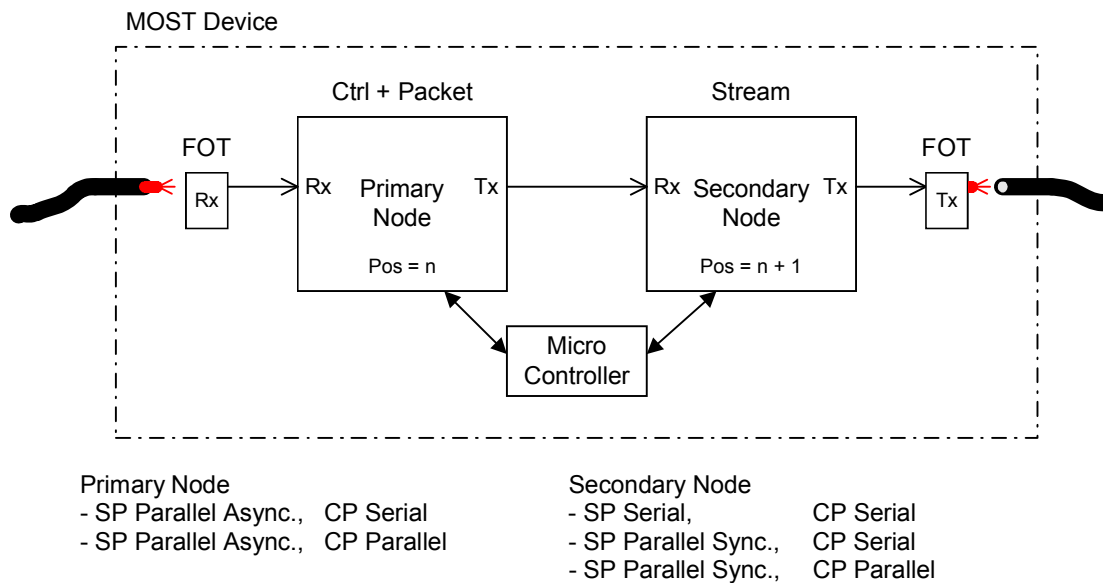 MOST Device
Ctrl + Packet
Stream
FOT
FOT
Rx
Rx
Primary
Node
Tx
Rx
Secondary
Node
Tx
Tx
Pos = n
Pos = n + 1
Micro
Controller
Primary Node
- SP Parallel Async., CP Serial
- SP Parallel Async., CP Parallel
Secondary Node
- SP Serial, CP Serial
- SP Parallel Sync., CP Serial
- SP Parallel Sync., CP Parallel